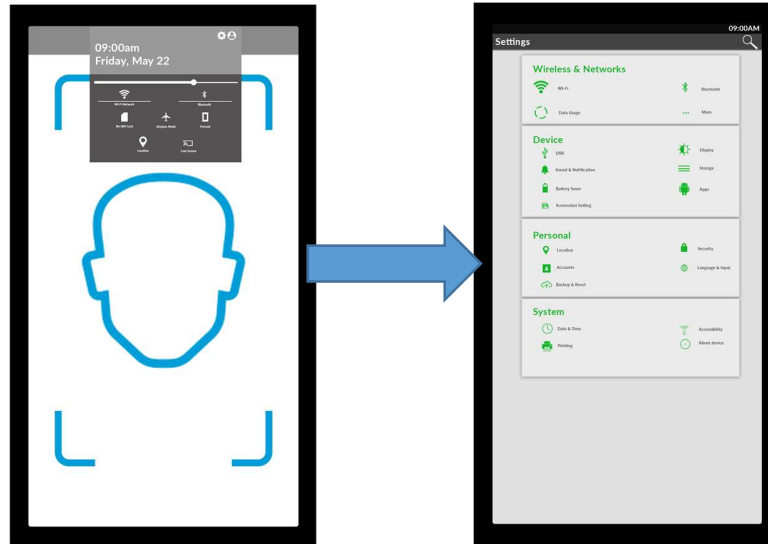 09:00am
Friday, May 22
Wi-Fi Network
Bluetooth
No SIM Card
Airplane Mode
Portrait
Location
Cast Screen
09:00AM
Settings
Wireless & Networks
Wi-Fi
Bluetooth
Data Usage
More
Device
USB
Display
Sound & Notification
Storage
Battery Saver
Apps
Screenshot Setting
Personal
Location
Security
Accounts
Language & Input
Backup & Reset
System
Date & Time
Accessibility
Printing
About device